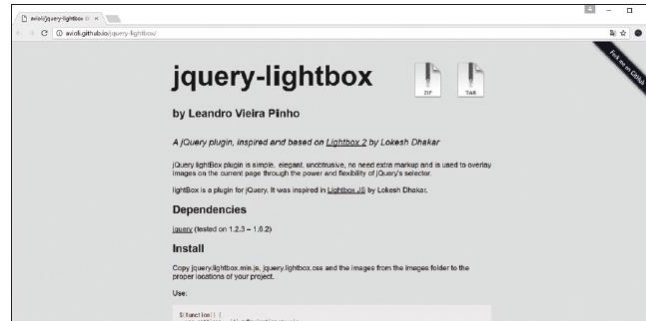 avioli/jquery-lightbox
avioli.github.io/jquery-lightbox/
Fork me on GitHub
jquery-lightbox
ZIP
TAR
by Leandro Vieira Pinho
A jQuery plugin, inspired and based on Lightbox 2 by Lokesh Dhakar
jQuery lightBox plugin is simple, elegant, unobtrusive, no need extra markup and is used to overlay
images on the current page through the power and flexibility of jQuery's selector.
lightBox is a plugin for jQuery. It was inspired in Lightbox JS by Lokesh Dhakar.
Dependencies
jquery (tested on 1.2.3 – 1.6.2)
Install
Copy jquery.lightbox.min.js, jquery.lightbox.css and the images from the images folder to the
proper locations of your project.
Use:
$(function() {